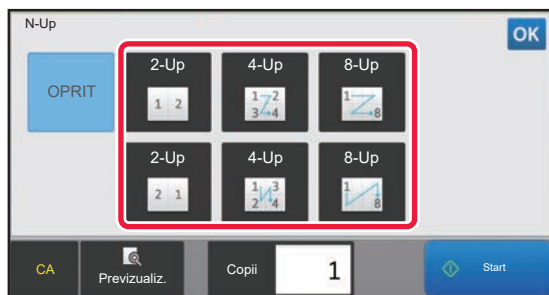 N-Up
OK
OPRIT
2-Up 4-Up 8-Up
1 2
1 2
3 4
1
8
2-Up 4-Up 8-Up
2 1
1 3
2 4
1
8
CA Previzualiz. Copii 1 Start